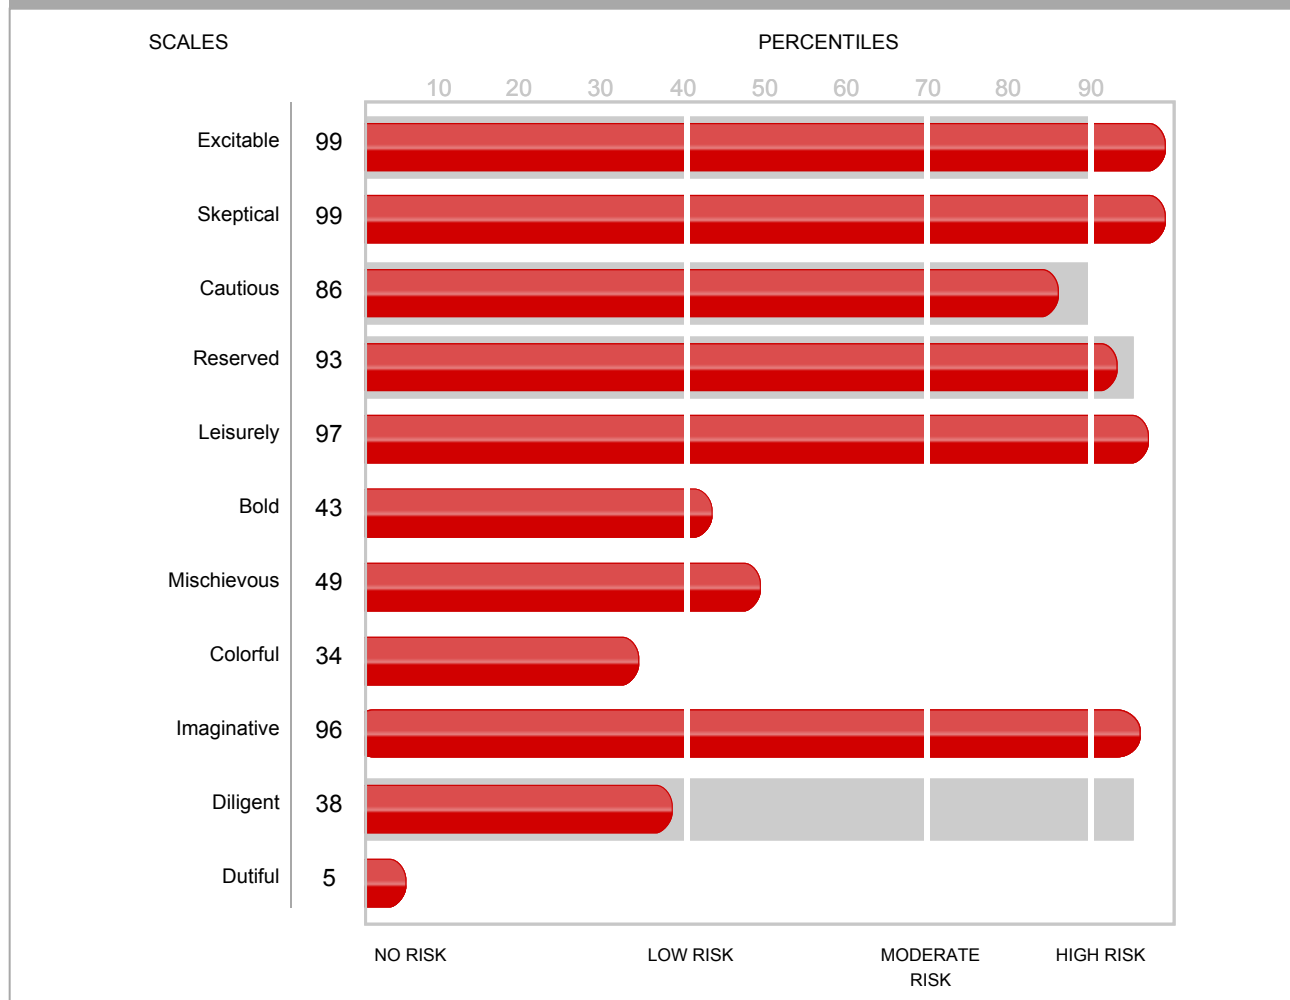 SCALES PERCENTILES
10 20 30 40 50 60 70 80 90
Excitable 99
Skeptical 99
Cautious 86
Reserved 93
Leisurely 97
Bold 43
Mischievous 49
Colorful 34
Imaginative 96
Diligent 38
Dutiful 5
NO RISK LOW RISK MODERATE HIGH RISK
RISK